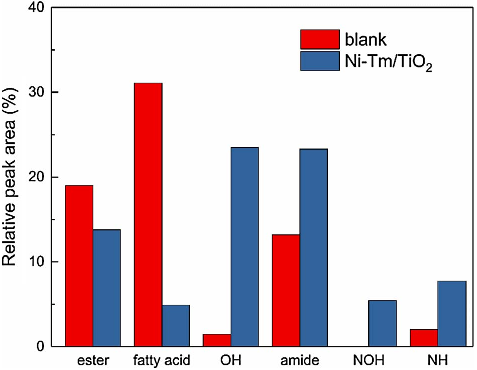 40
30
20
10
0
Relative peak area (%)
blank
Ni-Tm/TiO₂
ester fatty acid OH amide NOH NH